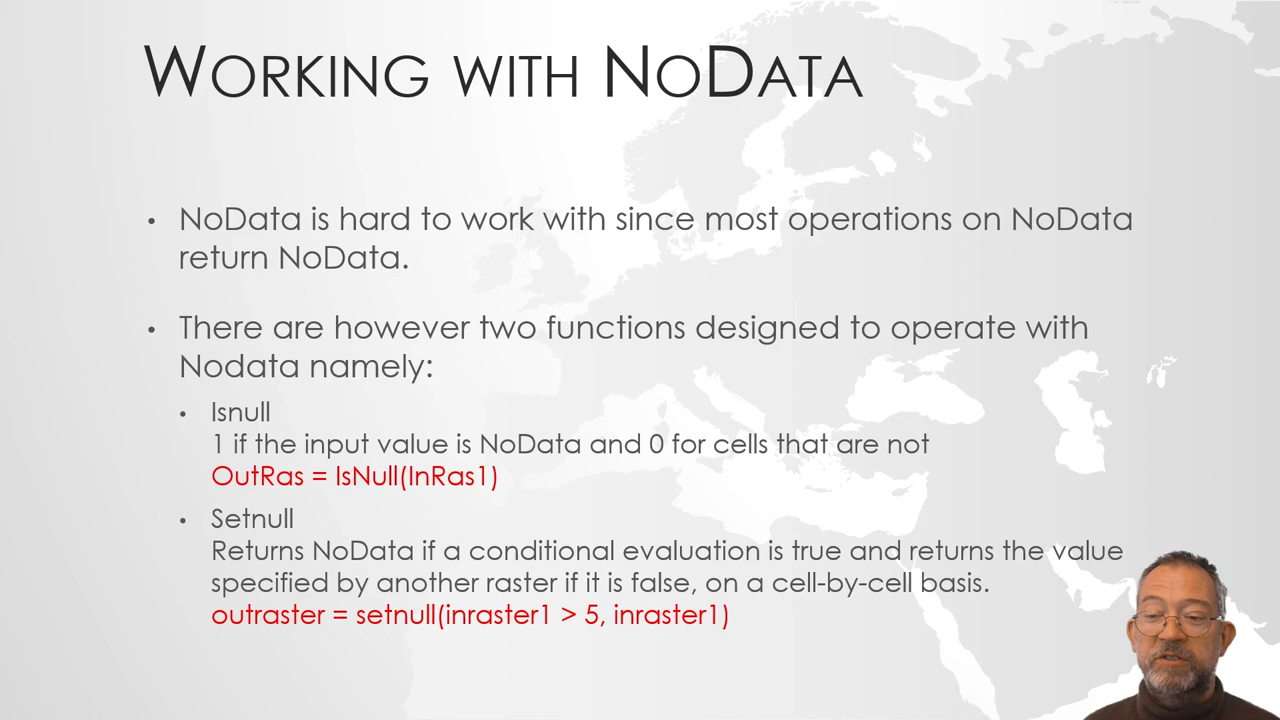 WORKING WITH NODATA
• NoData is hard to work with since most operations on NoData
return NoData.
• There are however two functions designed to operate with
Nodata namely:
• Isnull
1 if the input value is NoData and 0 for cells that are not
OutRas = IsNull(InRas1)
• Setnull
Returns NoData if a conditional evaluation is true and returns the value
specified by another raster if it is false, on a cell-by-cell basis.
outraster = setnull(inraster1 > 5, inraster1)